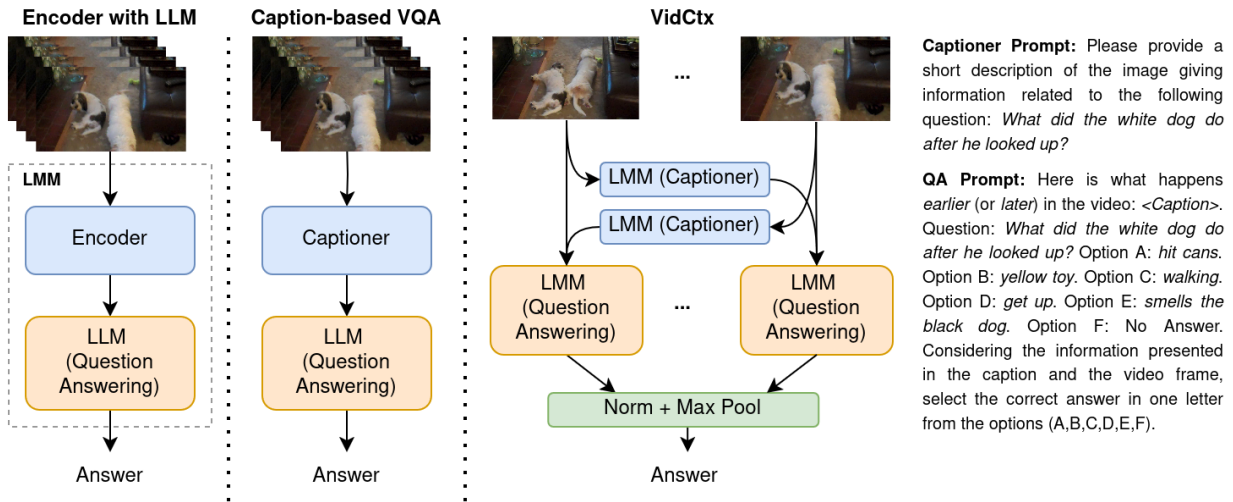 Encoder with LLM
LMM
Encoder
LLM
(Question
Answering)
Answer
Caption-based VQA
Captioner
LLM
(Question
Answering)
Answer
VidCtx
...
LMM (Captioner)
LMM (Captioner)
LMM
(Question
Answering)
...
LMM
(Question
Answering)
Norm + Max Pool
Answer
Captioner Prompt: Please provide a
short description of the image giving
information related to the following
question: What did the white dog do
after he looked up?
QA Prompt: Here is what happens
earlier (or later) in the video: <Caption>.
Question: What did the white dog do
after he looked up? Option A: hit cans.
Option B: yellow toy. Option C: walking.
Option D: get up. Option E: smells the
black dog. Option F: No Answer.
Considering the information presented
in the caption and the video frame,
select the correct answer in one letter
from the options (A,B,C,D,E,F).